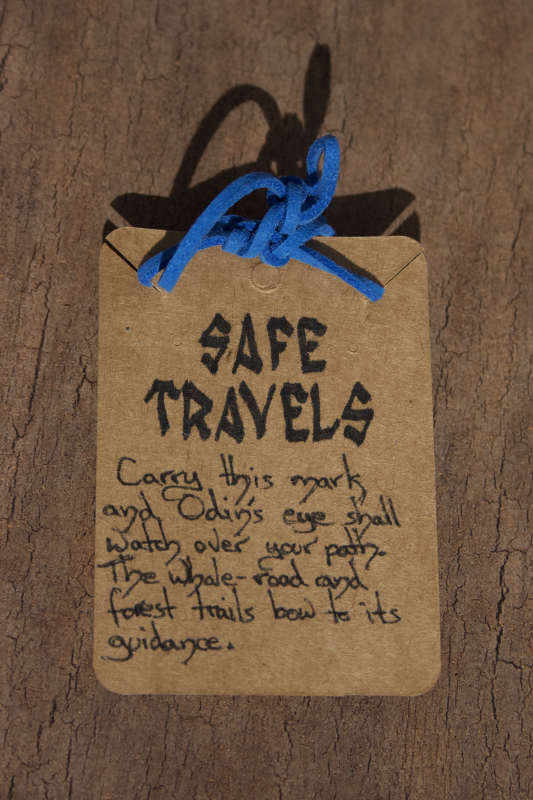 SAFE
TRAVELS
Carry this mark
and Odin's eye shall
watch over your path.
The whale-road and
forest trails bow to its
guidance.